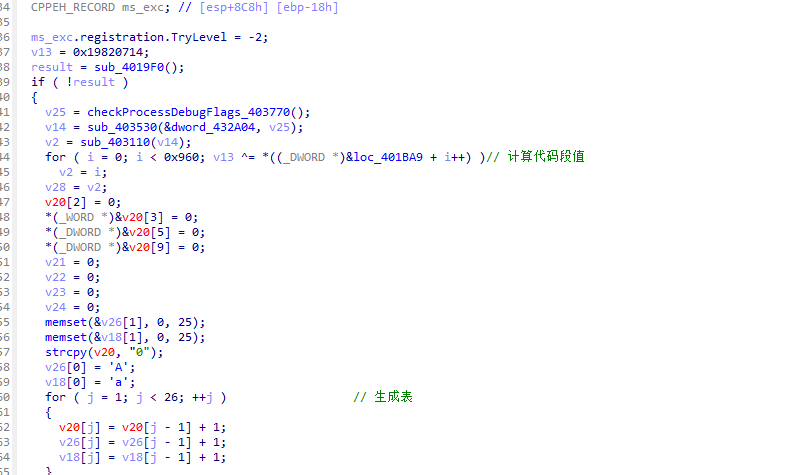 34 CPPEH_RECORD ms_exc; // [esp+8C8h] [ebp-18h]
35
36 ms_exc.registration.TryLevel = -2;
37 v13 = 0x19820714;
38 result = sub_4019F0();
39 if ( !result )
40 {
41 v25 = checkProcessDebugFlags_403770();
42 v14 = sub_403530(&dword_432A04, v25);
43 v2 = sub_403110(v14);
44 for ( i = 0; i < 0x960; v13 ^= *((_DWORD *)&loc_401BA9 + i++) )// 计算代码段值
45 v2 = i;
46 v28 = v2;
47 v20[2] = 0;
48 *(_WORD *)&v20[3] = 0;
49 *(_DWORD *)&v20[5] = 0;
50 *(_DWORD *)&v20[9] = 0;
51 v21 = 0;
52 v22 = 0;
53 v23 = 0;
54 v24 = 0;
55 memset(&v26[1], 0, 25);
56 memset(&v18[1], 0, 25);
57 strcpy(v20, "0");
58 v26[0] = 'A';
59 v18[0] = 'a';
60 for ( j = 1; j < 26; ++j ) // 生成表
61 {
62 v20[j] = v20[j - 1] + 1;
63 v26[j] = v26[j - 1] + 1;
64 v18[j] = v18[j - 1] + 1;
65 }